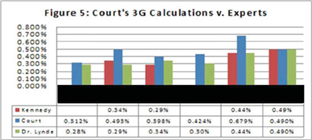 Figure 5: Court's 3G Calculations v. Experts
0.800%
0.700%
0.600%
0.500%
0.400%
0.300%
0.200%
0.100%
0.000%
Kennedy 0.34% 0.29% 0.44% 0.49%
Court 0.312% 0.493% 0.398% 0.424% 0.679% 0.490%
Dr. Lynde 0.28% 0.29% 0.34% 0.30% 0.44% 0.490%